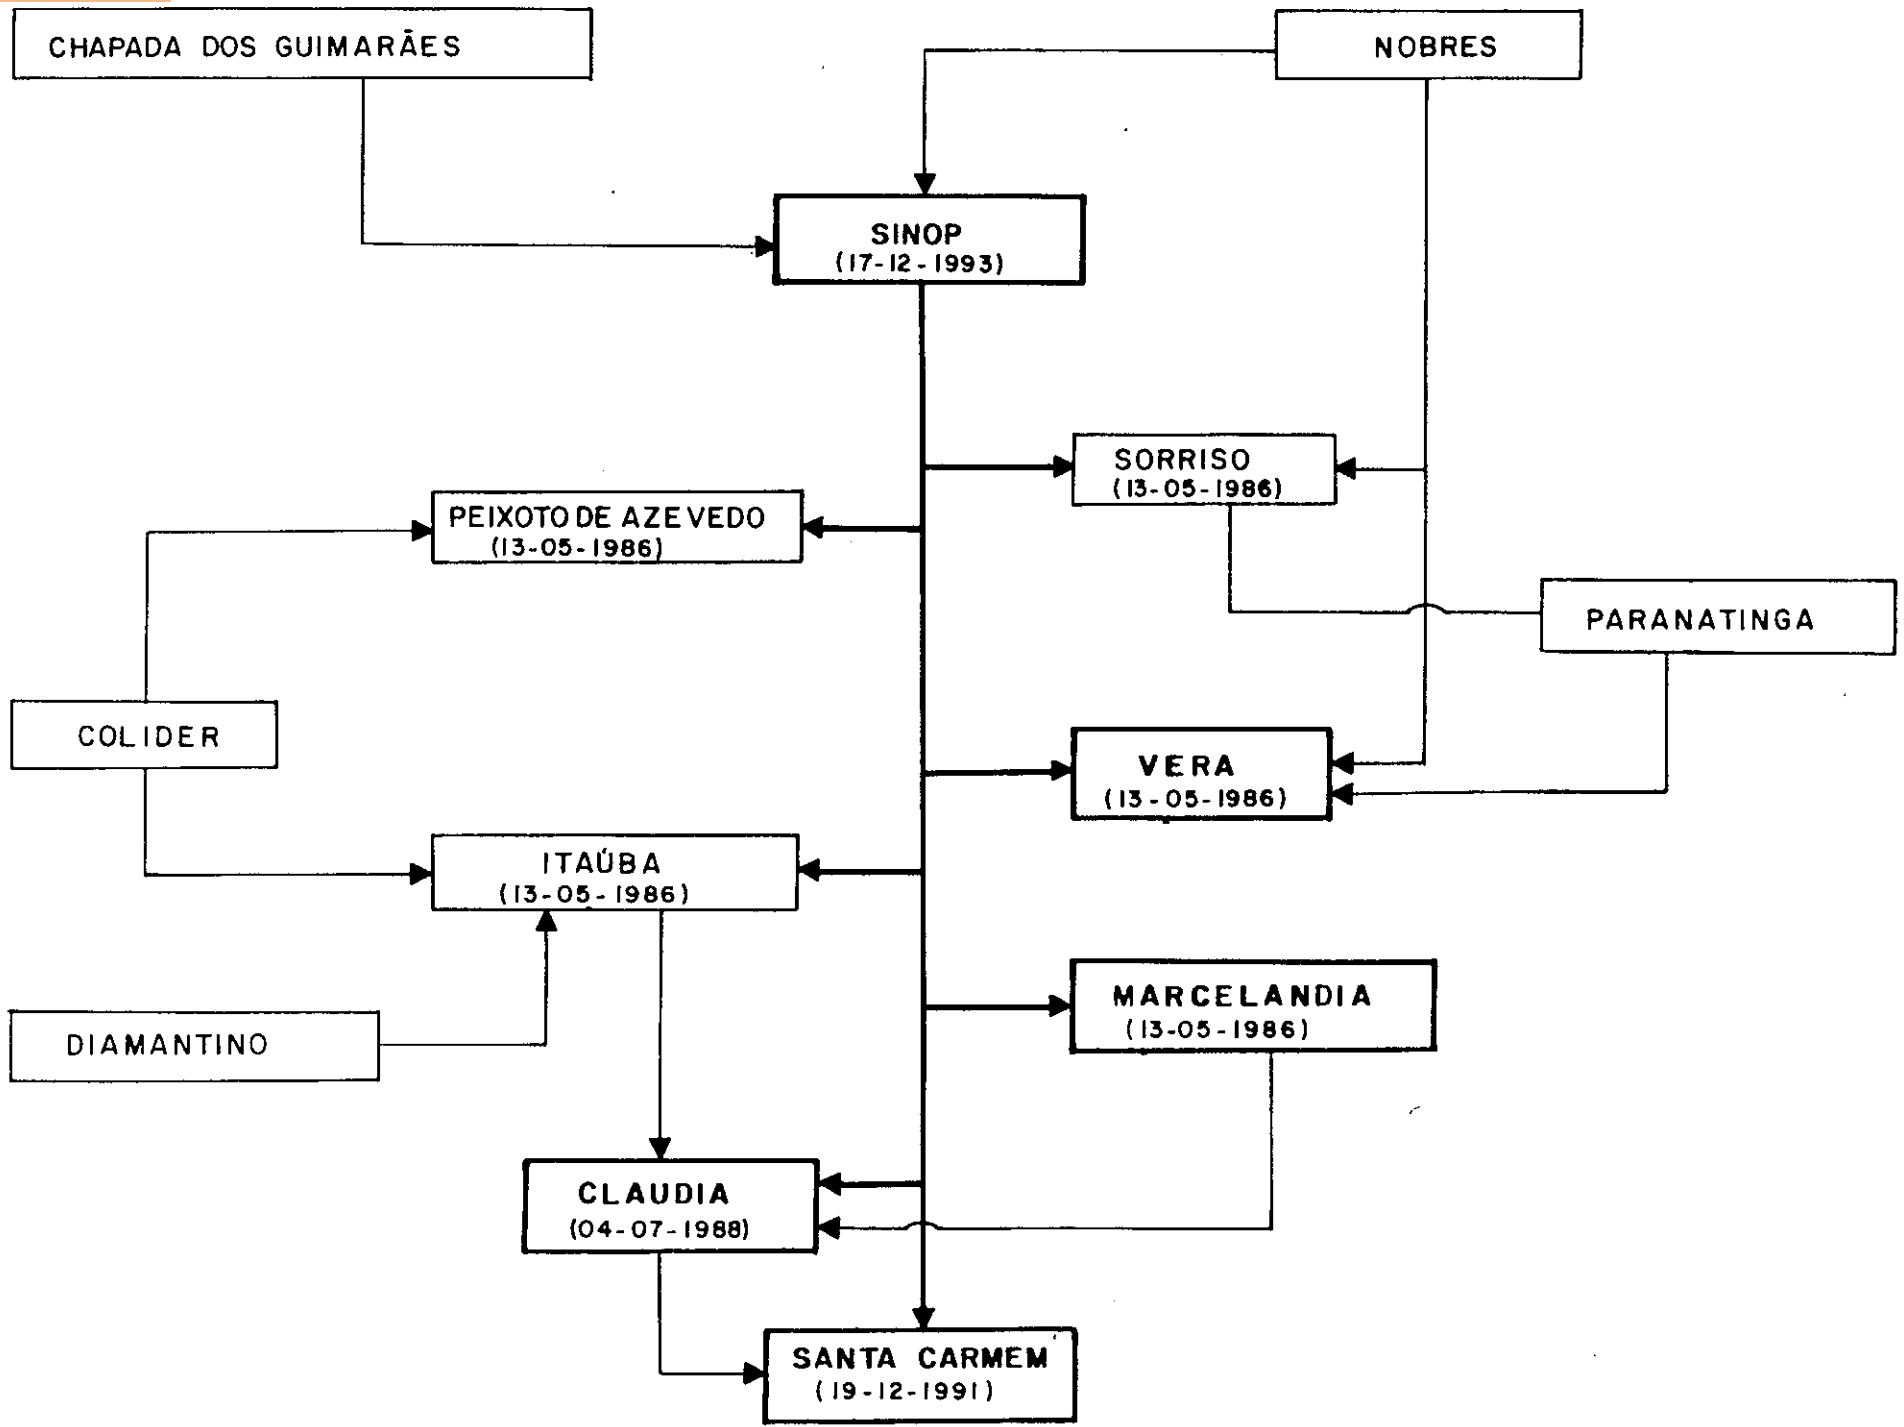 CHAPADA DOS GUIMARÃES
NOBRES
SINOP
(17-12-1993)
SORRISO
(13-05-1986)
PEIXOTO DE AZEVEDO
(13-05-1986)
PARANATINGA
COLIDER
VERA
(13-05-1986)
ITAÚBA
(13-05-1986)
MARCELANDIA
(13-05-1986)
DIAMANTINO
CLAUDIA
(04-07-1988)
SANTA CARMEM
(19-12-1991)